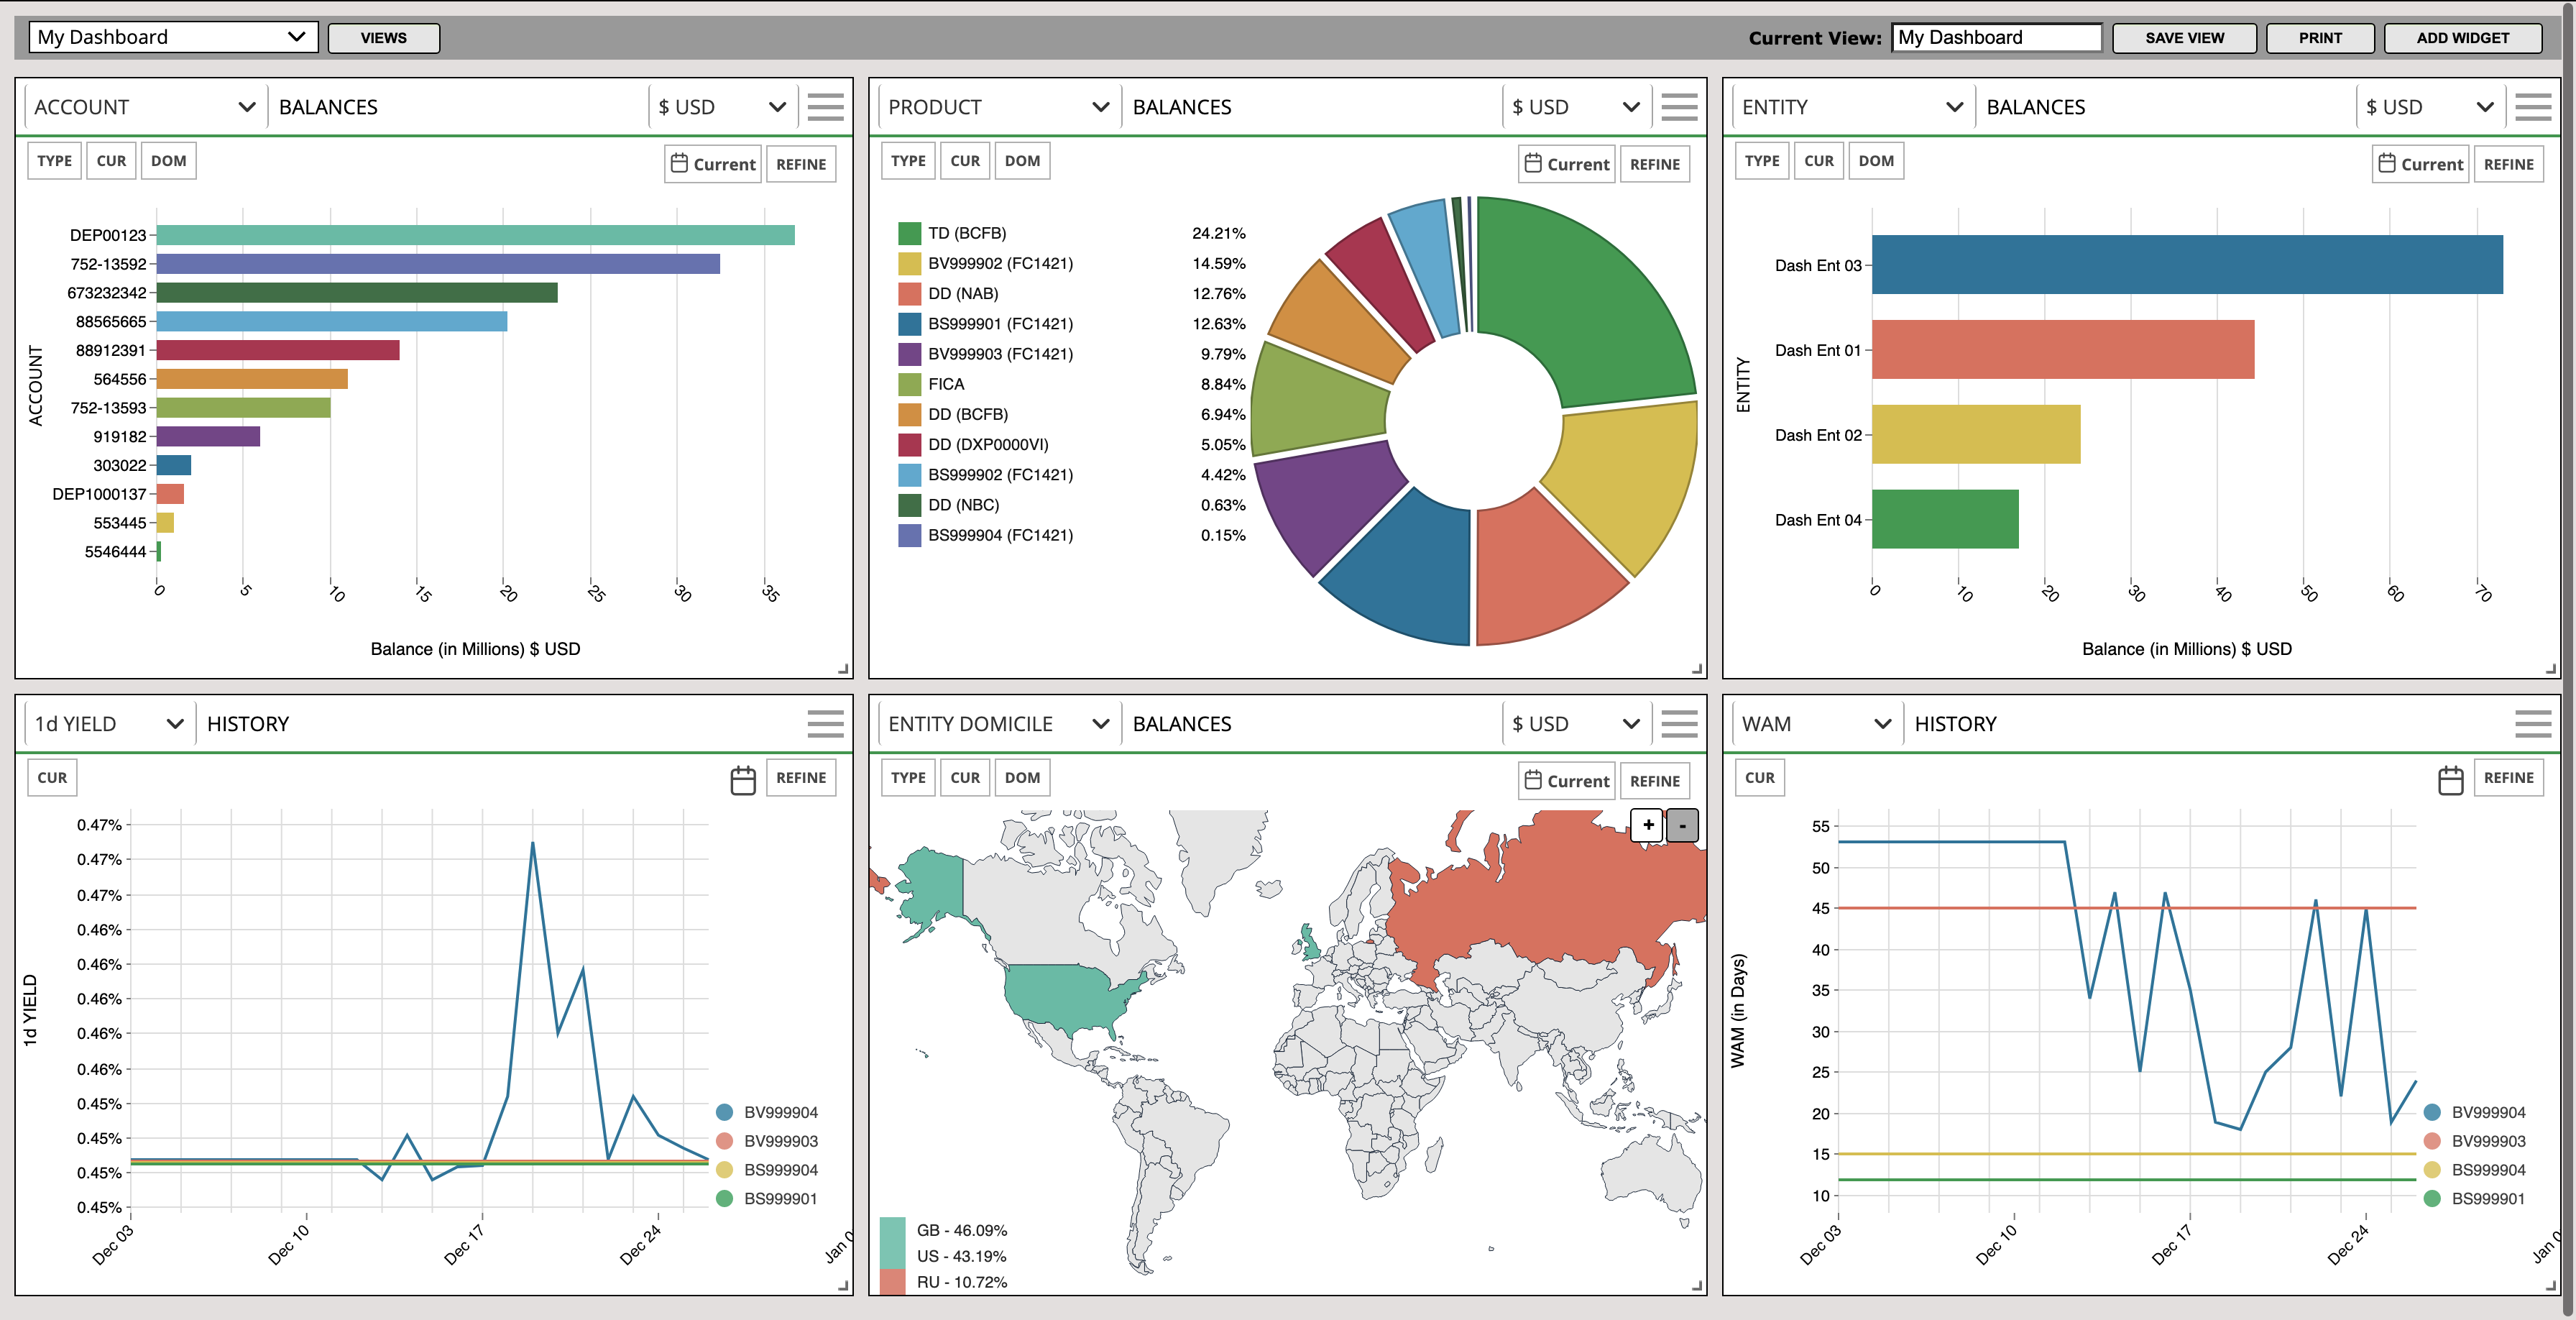 My Dashboard VIEWS Current View: My Dashboard SAVE VIEW PRINT ADD WIDGET
ACCOUNT BALANCES $ USD
TYPE CUR DOM Current REFINE
ACCOUNT
DEP00123
752-13592
673232342
88565665
88912391
564556
752-13593
919182
303022
DEP1000137
553445
5546444
0 5 10 15 20 25 30 35
Balance (in Millions) $ USD
PRODUCT BALANCES $ USD
TYPE CUR DOM Current REFINE
TD (BCFB) 24.21%
BV999902 (FC1421) 14.59%
DD (NAB) 12.76%
BS999901 (FC1421) 12.63%
BV999903 (FC1421) 9.79%
FICA 8.84%
DD (BCFB) 6.94%
DD (DXP0000VI) 5.05%
BS999902 (FC1421) 4.42%
DD (NBC) 0.63%
BS999904 (FC1421) 0.15%
ENTITY BALANCES $ USD
TYPE CUR DOM Current REFINE
ENTITY
Dash Ent 03
Dash Ent 01
Dash Ent 02
Dash Ent 04
0 10 20 30 40 50 60 70
Balance (in Millions) $ USD
1d YIELD HISTORY
CUR REFINE
1d YIELD
0.47%
0.47%
0.47%
0.46%
0.46%
0.46%
0.46%
0.46%
0.45%
0.45%
0.45%
0.45%
BV999904
BV999903
BS999904
BS999901
Dec 03 Dec 10 Dec 17 Dec 24 Jan 0
ENTITY DOMICILE BALANCES $ USD
TYPE CUR DOM Current REFINE
+ -
GB - 46.09%
US - 43.19%
RU - 10.72%
WAM HISTORY
CUR REFINE
WAM (in Days)
55
50
45
40
35
30
25
20
15
10
BV999904
BV999903
BS999904
BS999901
Dec 03 Dec 10 Dec 17 Dec 24 Jan 0